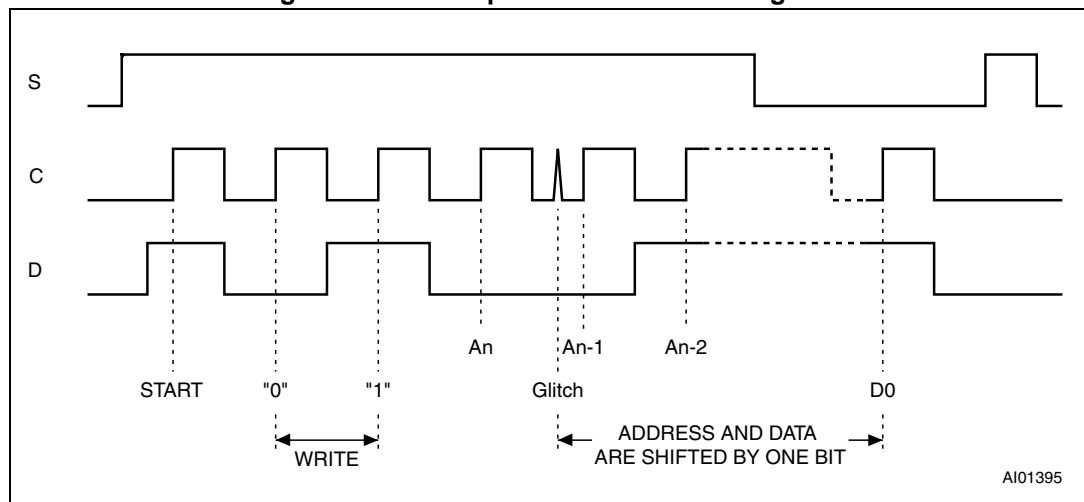 S
C
D
An An-1 An-2
START "0" "1" Glitch D0
WRITE
ADDRESS AND DATA
ARE SHIFTED BY ONE BIT
AI01395